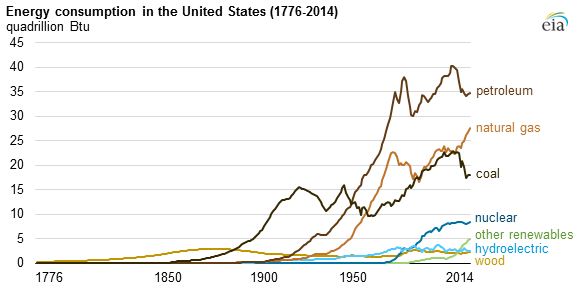 Energy consumption in the United States (1776-2014)
quadrillion Btu
eia
45
40
35
30
25
20
15
10
5
0
petroleum
natural gas
coal
nuclear
other renewables
hydroelectric
wood
1776 1850 1900 1950 2014